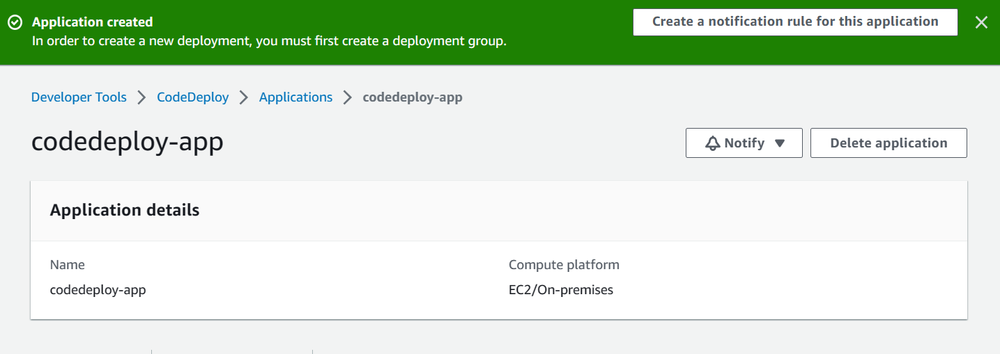 Application created
Create a notification rule for this application
In order to create a new deployment, you must first create a deployment group.
Developer Tools
CodeDeploy
Applications
codedeploy-app
codedeploy-app
Notify
Delete application
Application details
Name
Compute platform
codedeploy-app
EC2/On-premises